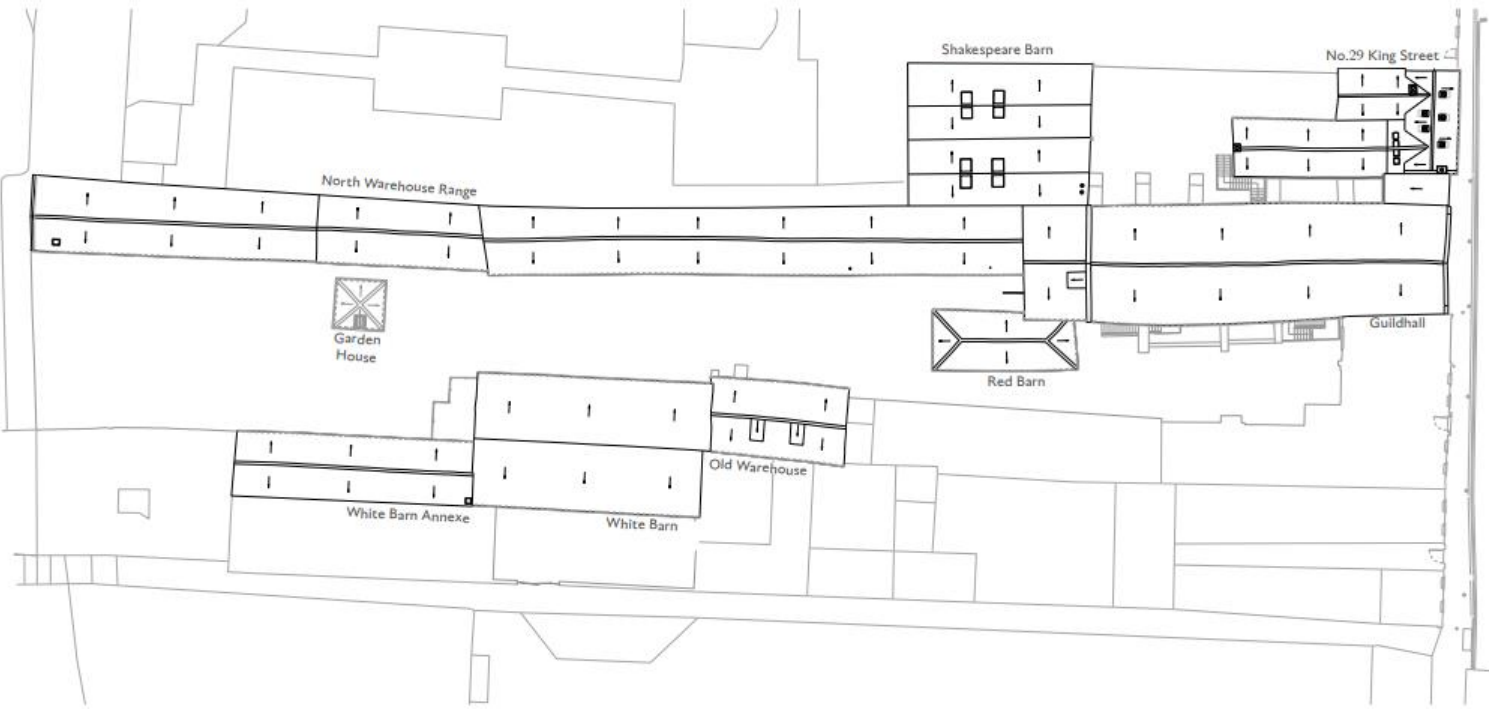 Shakespeare Barn
No.29 King Street
North Warehouse Range
Guildhall
Garden
House
Red Barn
Old Warehouse
White Barn Annexe
White Barn